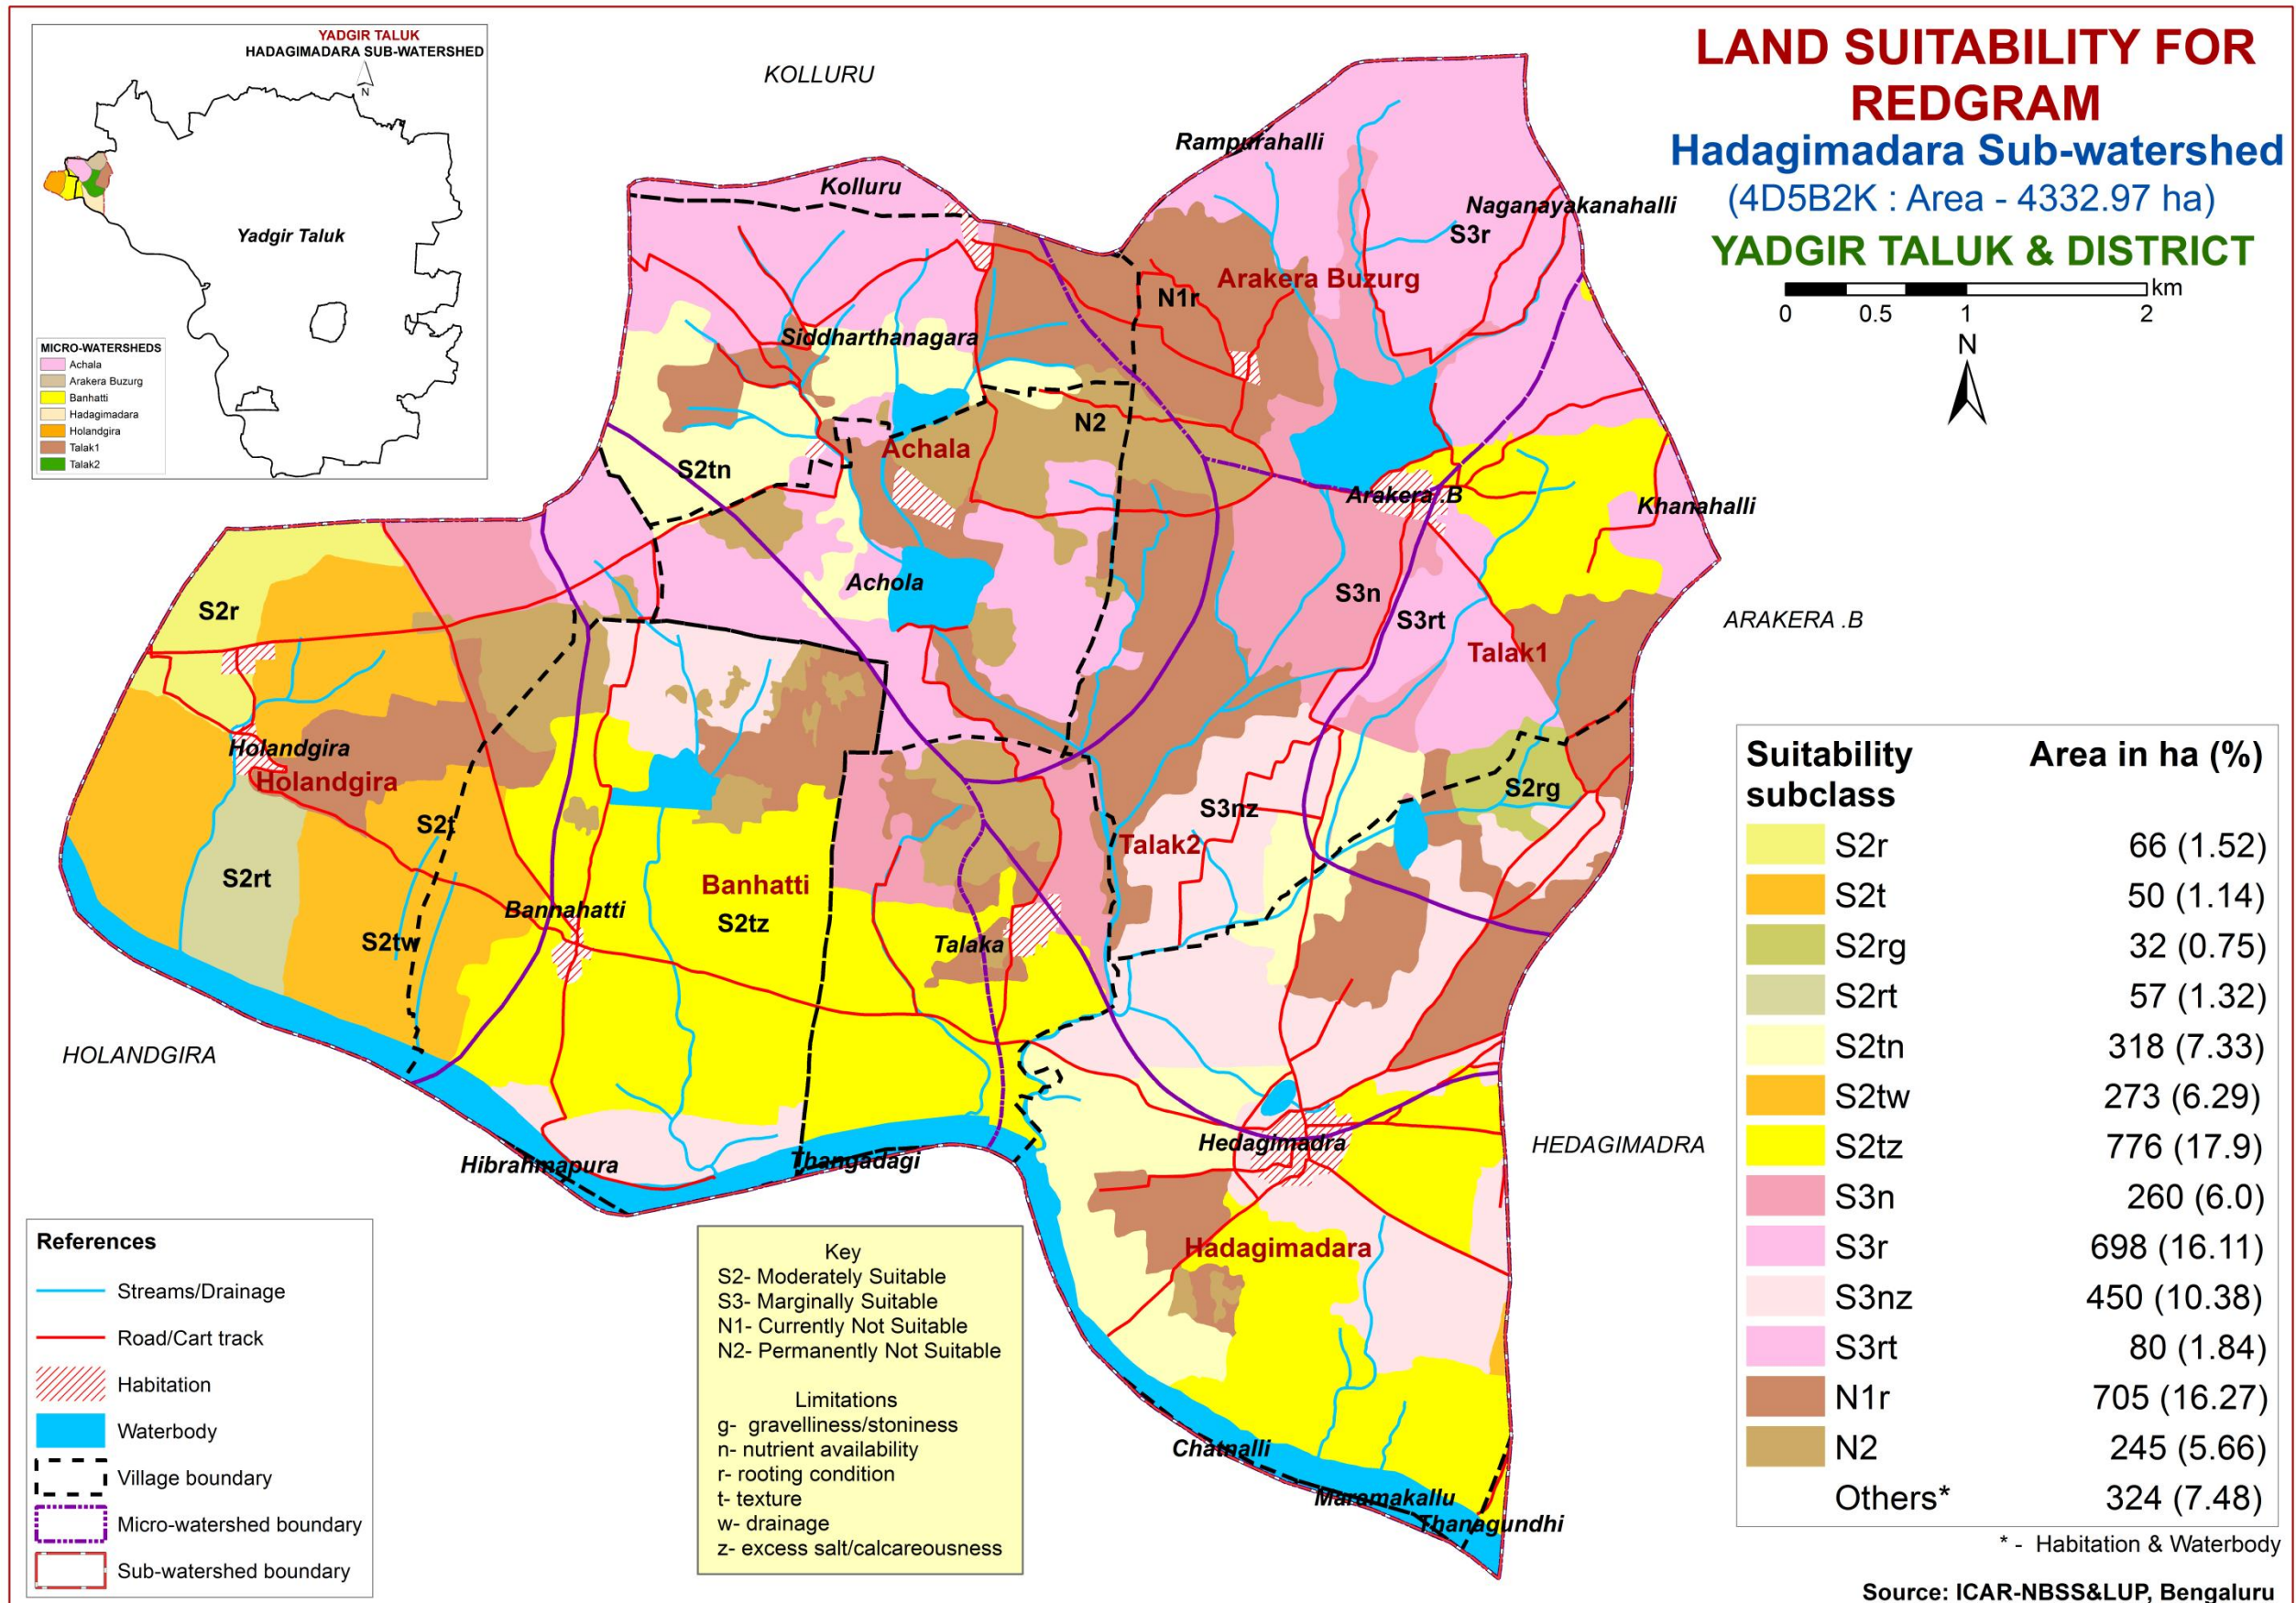 YADGIR TALUK
HADAGIMADARA SUB-WATERSHED
N
Yadgir Taluk
MICRO-WATERSHEDS
Achala
Arakera Buzurg
Banhatti
Hadagimadara
Holandgira
Talak1
Talak2
LAND SUITABILITY FOR
REDGRAM
Hadagimadara Sub-watershed
(4D5B2K : Area - 4332.97 ha)
YADGIR TALUK & DISTRICT
km
0 0.5 1 2
N
KOLLURU
Rampurahalli
Kolluru
Naganayakanahalli
S3r
Arakera Buzurg
N1r
Siddharthanagara
N2
Achala
S2tn
Arakera .B
Khanahalli
Achola
S3n
S2r
S3rt
ARAKERA .B
Talak1
Holandgira
Holandgira
S2rg
S3nz
S2t
Talak2
S2rt
Banhatti
Bannahatti
S2tz
S2tw
Talaka
HOLANDGIRA
Hedagimadra
HEDAGIMADRA
Hibrahmapura
Thangadagi
Hadagimadara
Chatnalli
Maramakallu
Thanagundhi
Suitability subclass Area in ha (%)
S2r 66 (1.52)
S2t 50 (1.14)
S2rg 32 (0.75)
S2rt 57 (1.32)
S2tn 318 (7.33)
S2tw 273 (6.29)
S2tz 776 (17.9)
S3n 260 (6.0)
S3r 698 (16.11)
S3nz 450 (10.38)
S3rt 80 (1.84)
N1r 705 (16.27)
N2 245 (5.66)
Others* 324 (7.48)
* - Habitation & Waterbody
Source: ICAR-NBSS&LUP, Bengaluru
References
Streams/Drainage
Road/Cart track
Habitation
Waterbody
Village boundary
Micro-watershed boundary
Sub-watershed boundary
Key
S2- Moderately Suitable
S3- Marginally Suitable
N1- Currently Not Suitable
N2- Permanently Not Suitable
Limitations
g- gravelliness/stoniness
n- nutrient availability
r- rooting condition
t- texture
w- drainage
z- excess salt/calcareousness